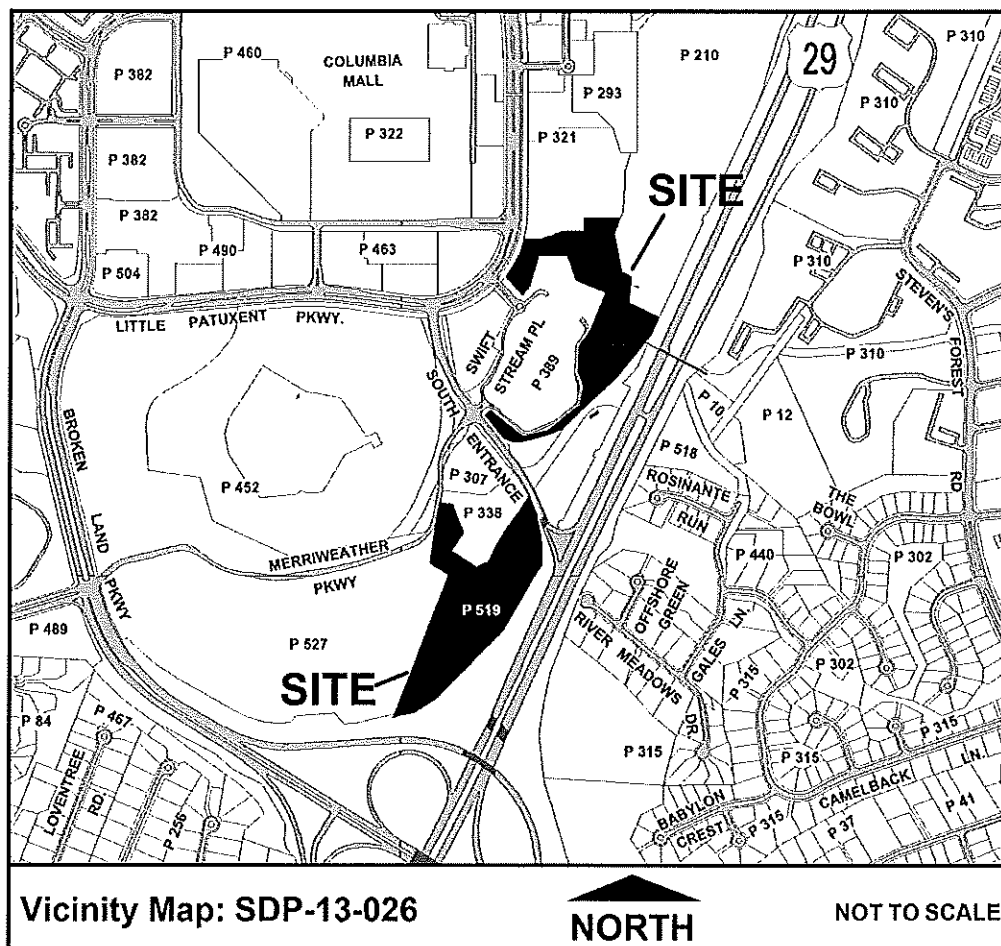 P 460
COLUMBIA
MALL
P 210
29
P 310
P 382
P 293
P 310
P 322
P 321
P 382
SITE
P 382
P 490
P 463
P 310
P 504
STEVEN'S FOREST RD
LITTLE PATUXENT PKWY.
SWIFT STREAM PL
P 389
P 310
BROKEN LAND PKWY
SOUTH ENTRANCE
P 10
P 12
P 518
P 307
ROSINANTE RUN
THE BOWL
P 452
P 338
P 440
P 302
MERRIWEATHER
PKWY
OFFSHORE GREEN
P 519
GALES LN.
P 489
RIVER MEADOWS DR.
P 527
P 315
P 302
SITE
P 84
P 467
P 315
P 315
P 315
LOVENTREE RD
BABYLON CREST
CAMELBACK LN.
P 256
P 315
P 37
P 41
Vicinity Map: SDP-13-026
NORTH
NOT TO SCALE